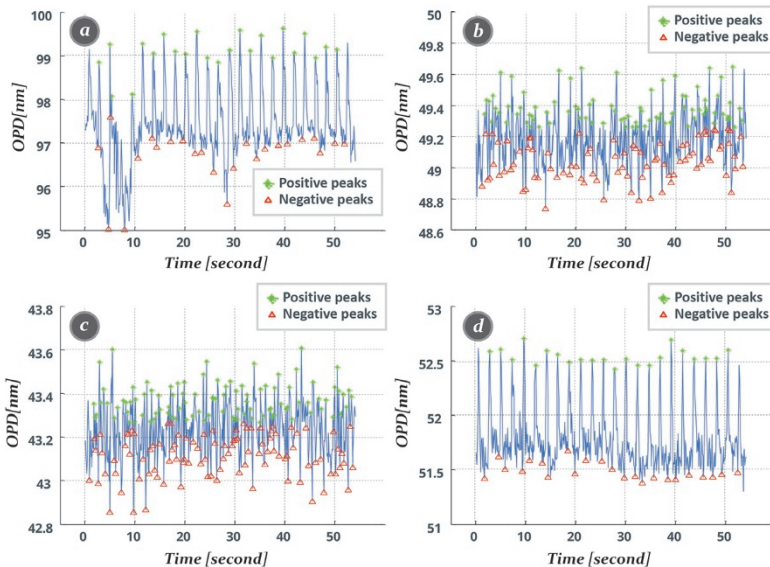 a
100
99
98
97
96
95
OPD[nm]
Positive peaks
Negative peaks
0 10 20 30 40 50
Time [second]
b
50
49.8
49.6
49.4
49.2
49
48.8
48.6
OPD[nm]
Positive peaks
Negative peaks
0 10 20 30 40 50
Time [second]
c
43.8
43.6
43.4
43.2
43
42.8
OPD[nm]
Positive peaks
Negative peaks
0 10 20 30 40 50
Time [second]
d
53
52.5
52
51.5
51
OPD[nm]
Positive peaks
Negative peaks
0 10 20 30 40 50
Time [second]